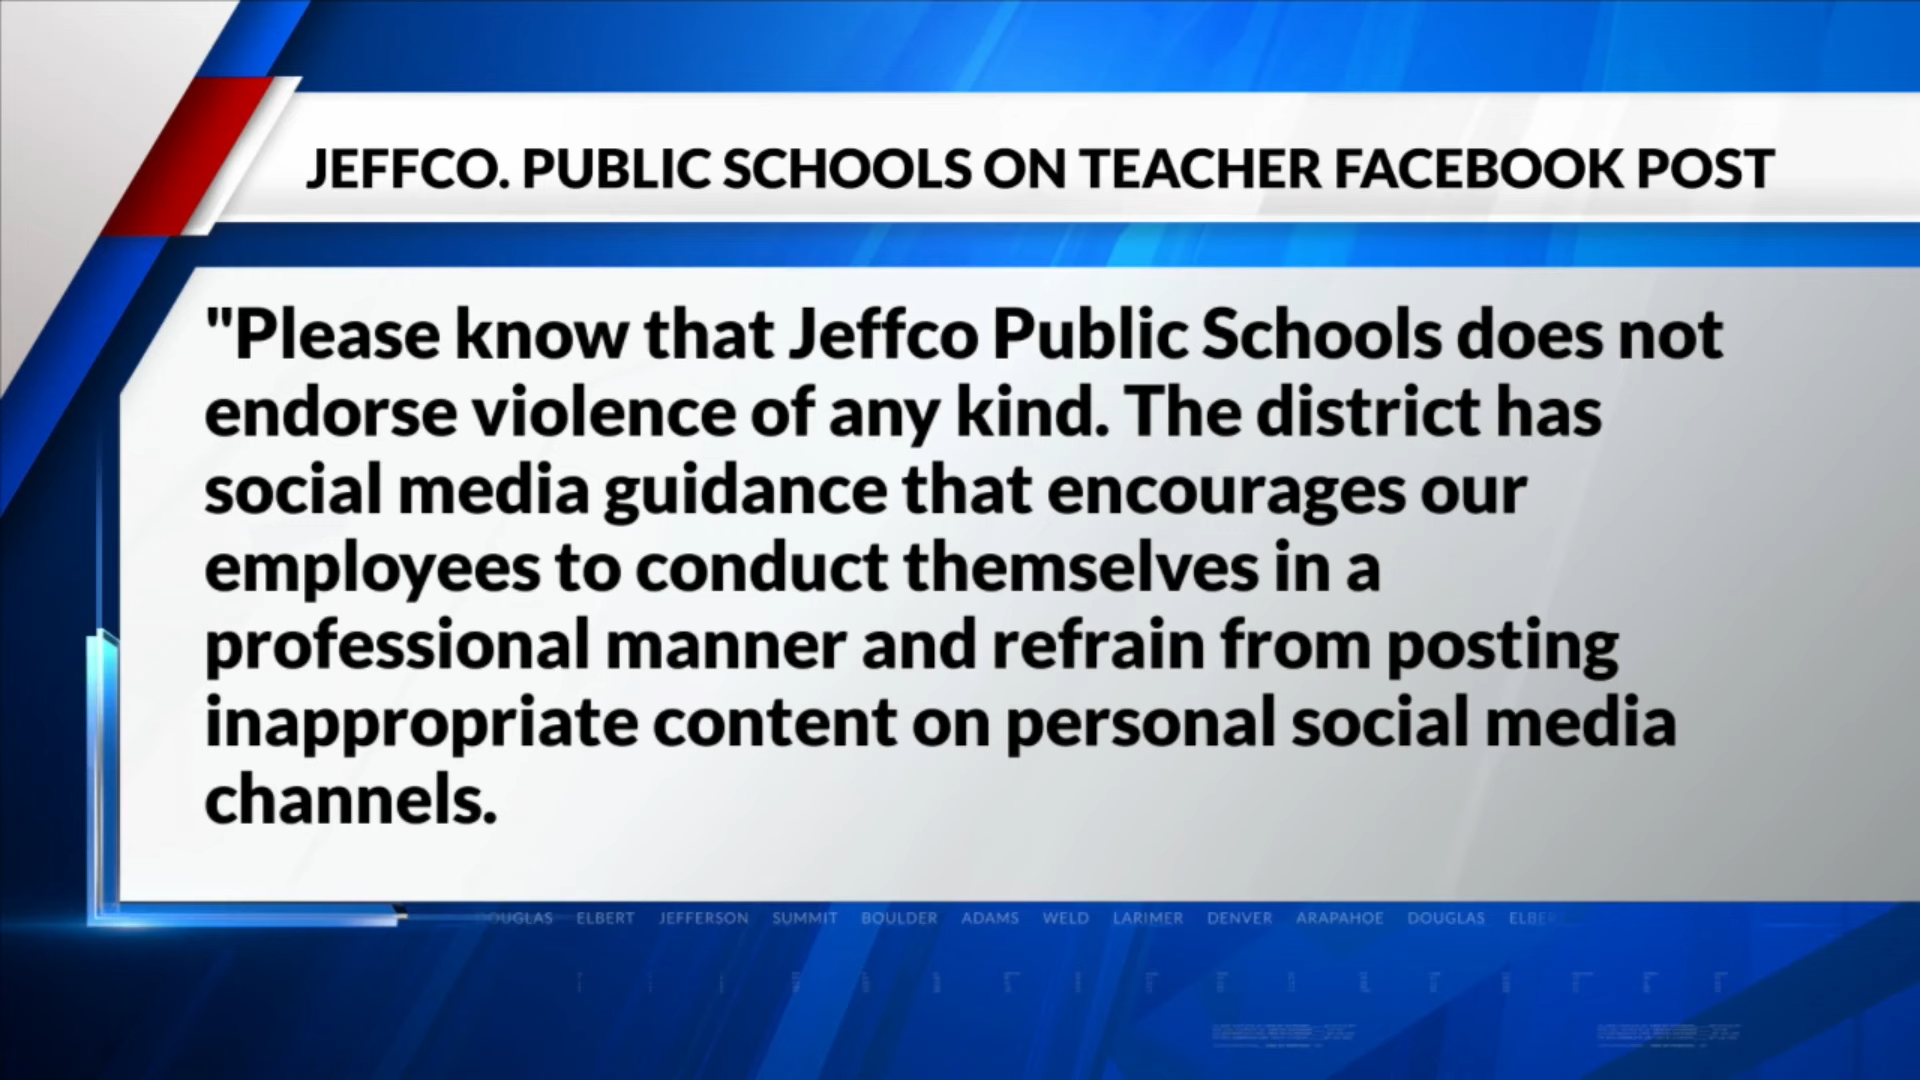 JEFFCO. PUBLIC SCHOOLS ON TEACHER FACEBOOK POST
"Please know that Jeffco Public Schools does not
endorse violence of any kind. The district has
social media guidance that encourages our
employees to conduct themselves in a
professional manner and refrain from posting
inappropriate content on personal social media
channels.
OUGLAS ELBERT JEFFERSON SUMMIT BOULDER ADAMS WELD LARIMER DENVER ARAPAHOE DOUGLAS ELBE